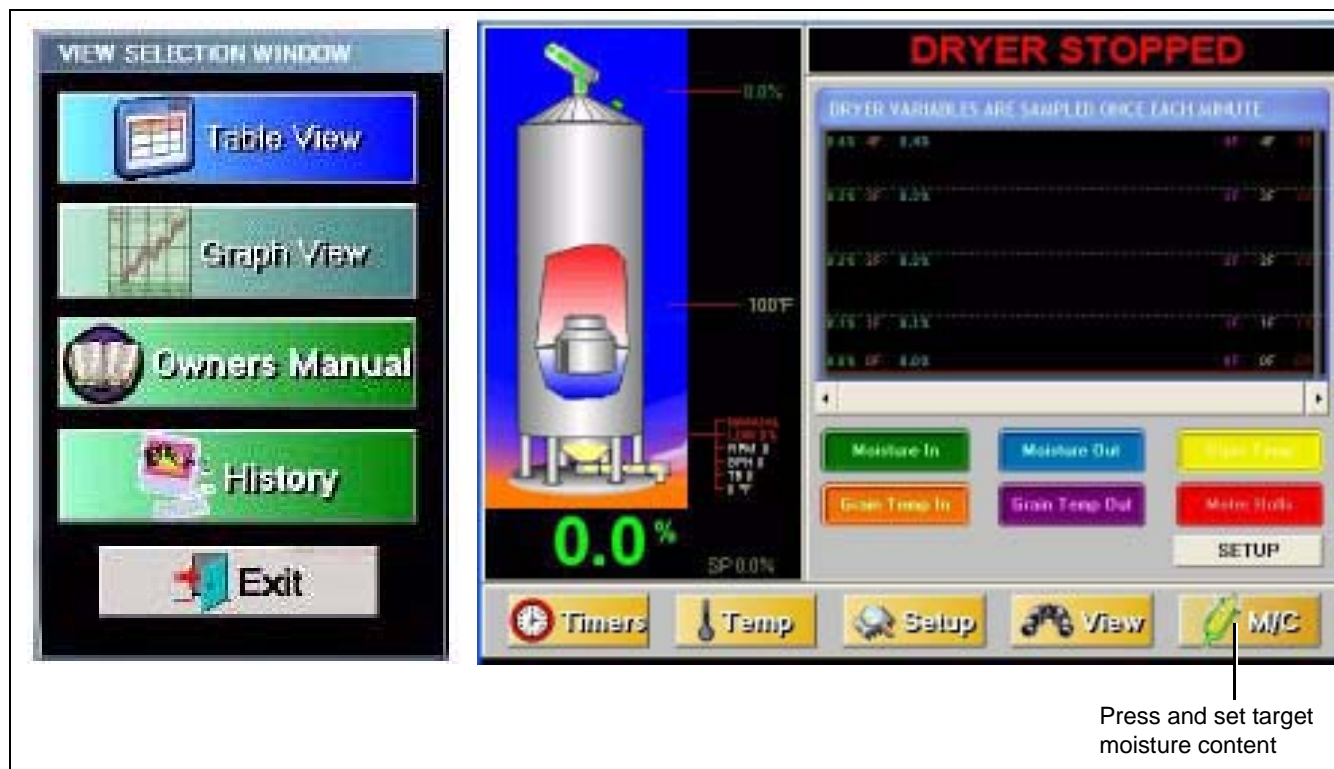 VIEW SELECTION WINDOW
Table View
Graph View
Owners Manual
History
Exit
0.0%
100°F
0.0%
SP 0.0%
DRYER STOPPED
DRYER VARIABLES ARE SAMPLED ONCE EACH MINUTE
Moisture In
Moisture Out
Grain Temp In
Grain Temp Out
Meter Rolls
SETUP
Timers
Temp
Setup
View
M/C
Press and set target
moisture content